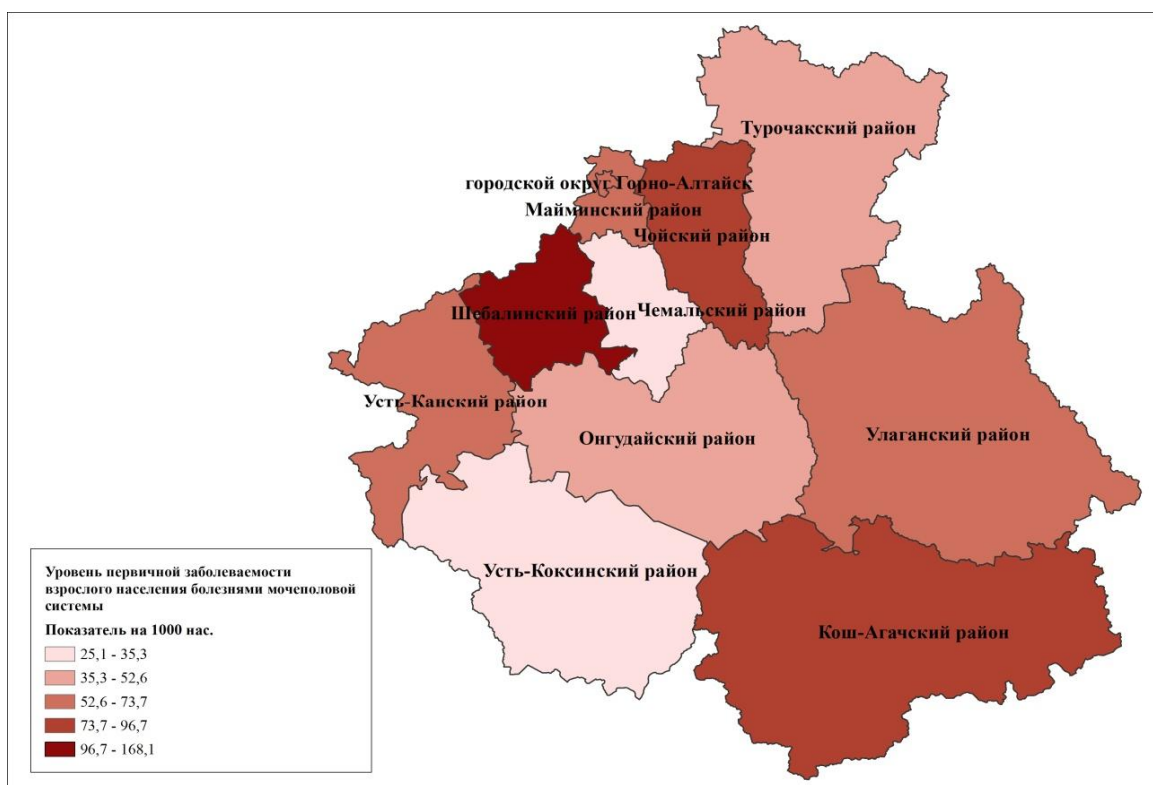 Турочакский район
городской округ Горно-Алтайск
Майминский район
Чойский район
Шебалинский район
Чемальский район
Усть-Канский район
Онгудайский район
Улаганский район
Усть-Коксинский район
Кош-Агачский район
Уровень первичной заболеваемости
взрослого населения болезнями мочеполовой
системы
Показатель на 1000 нас.
25,1 - 35,3
35,3 - 52,6
52,6 - 73,7
73,7 - 96,7
96,7 - 168,1